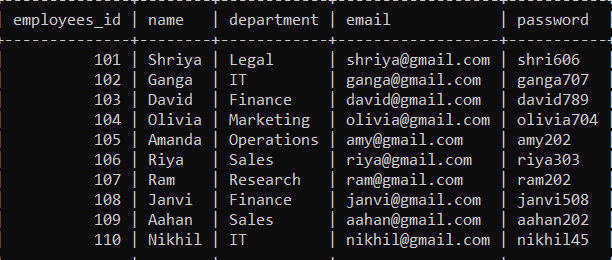 employees_id | name | department | email | password
101 | Shriya | Legal | shriya@gmail.com | shri606
102 | Ganga | IT | ganga@gmail.com | ganga707
103 | David | Finance | david@gmail.com | david789
104 | Olivia | Marketing | olivia@gmail.com | olivia704
105 | Amanda | Operations | amy@gmail.com | amy202
106 | Riya | Sales | riya@gmail.com | riya303
107 | Ram | Research | ram@gmail.com | ram202
108 | Janvi | Finance | janvi@gmail.com | janvi508
109 | Aahan | Sales | aahan@gmail.com | aahan202
110 | Nikhil | IT | nikhil@gmail.com | nikhil45